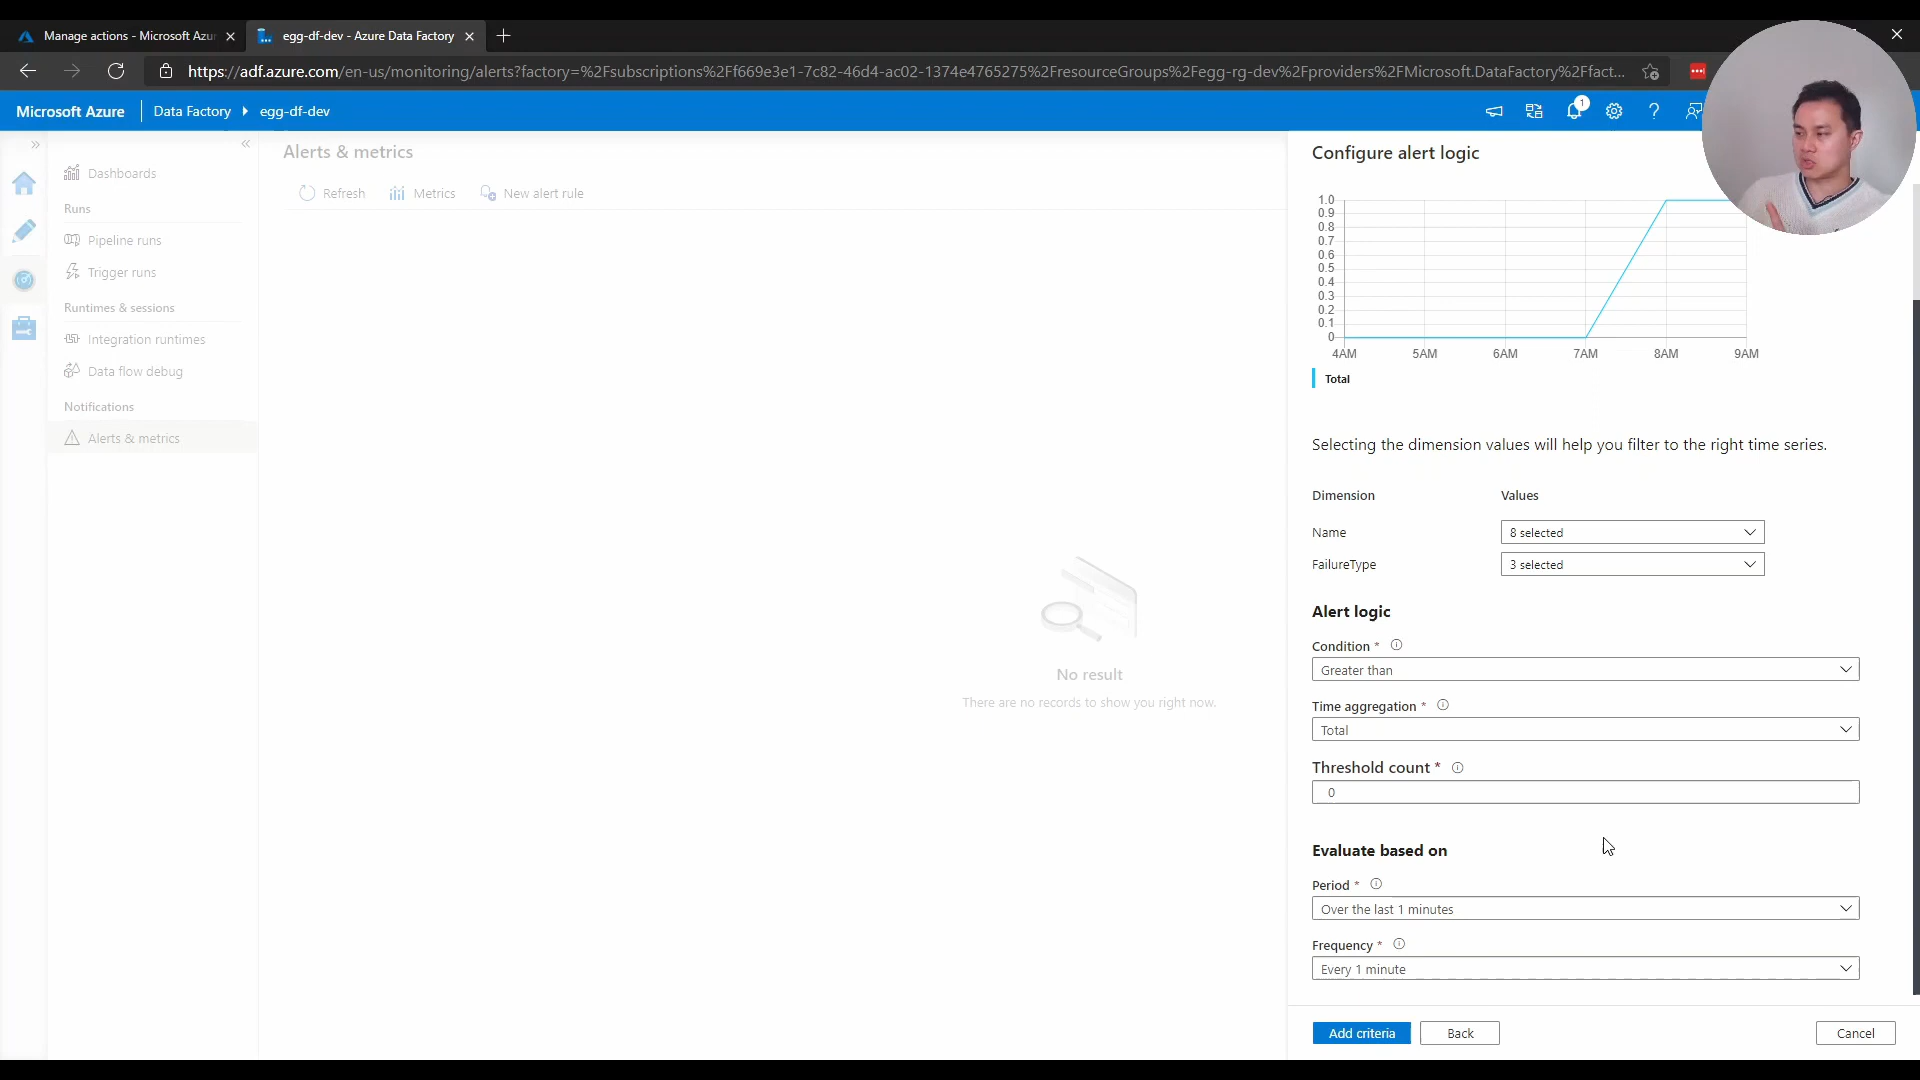 Manage actions - Microsoft Azur
egg-df-dev - Azure Data Factory
https://adf.azure.com/en-us/monitoring/alerts?factory=%2Fsubscriptions%2Ff669e3e1-7c82-46d4-ac02-1374e4765275%2FresourceGroups%2Fegg-rg-dev%2Fproviders%2FMicrosoft.DataFactory%2Ffact...
Microsoft Azure
Data Factory
egg-df-dev
1
Dashboards
Runs
Pipeline runs
Trigger runs
Runtimes & sessions
Integration runtimes
Data flow debug
Notifications
Alerts & metrics
Alerts & metrics
Refresh
Metrics
New alert rule
No result
There are no records to show you right now.
Configure alert logic
1.0
0.9
0.8
0.7
0.6
0.5
0.4
0.3
0.2
0.1
0
4AM 5AM 6AM 7AM 8AM 9AM
Total
Selecting the dimension values will help you filter to the right time series.
Dimension Values
Name 8 selected
FailureType 3 selected
Alert logic
Condition *
Greater than
Time aggregation *
Total
Threshold count *
0
Evaluate based on
Period *
Over the last 1 minutes
Frequency *
Every 1 minute
Add criteria
Back
Cancel